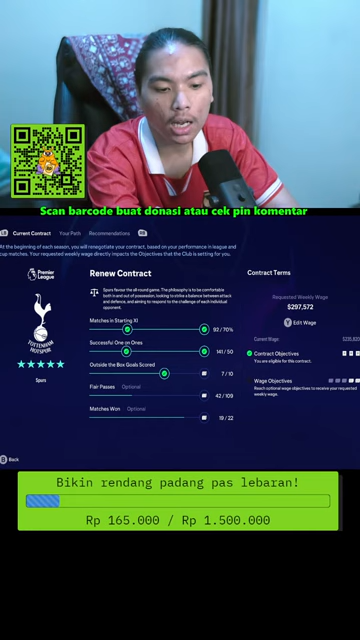 Scan barcode buat donasi atau cek pin komentar
LB Current Contract Your Path Recommendations RB
At the beginning of each season, you will renegotiate your contract, based on your performance in league and
cup matches. Your requested weekly wage directly impacts the Objectives that the Club is setting for you.
Premier
League
TOTTENHAM
HOTSPUR
Spurs
Renew Contract
Spurs favour the all round game. The philosophy is to be comfortable
both in and out of possession, looking to strike a balance between attack
and defence, and aiming to respond to the challenge of each individual
opponent.
Matches in Starting XI
92 / 70%
Successful One on Ones
141 / 50
Outside the Box Goals Scored
7 / 10
Flair Passes Optional
42 / 109
Matches Won Optional
19 / 22
Contract Terms
Requested Weekly Wage
$297,572
Y Edit Wage
Current Wage
Contract Objectives
You are eligible for this contract.
Wage Objectives
Reach optional wage objectives to receive your requested
weekly wage.
B Back
Bikin rendang padang pas lebaran!
Rp 165.000 / Rp 1.500.000